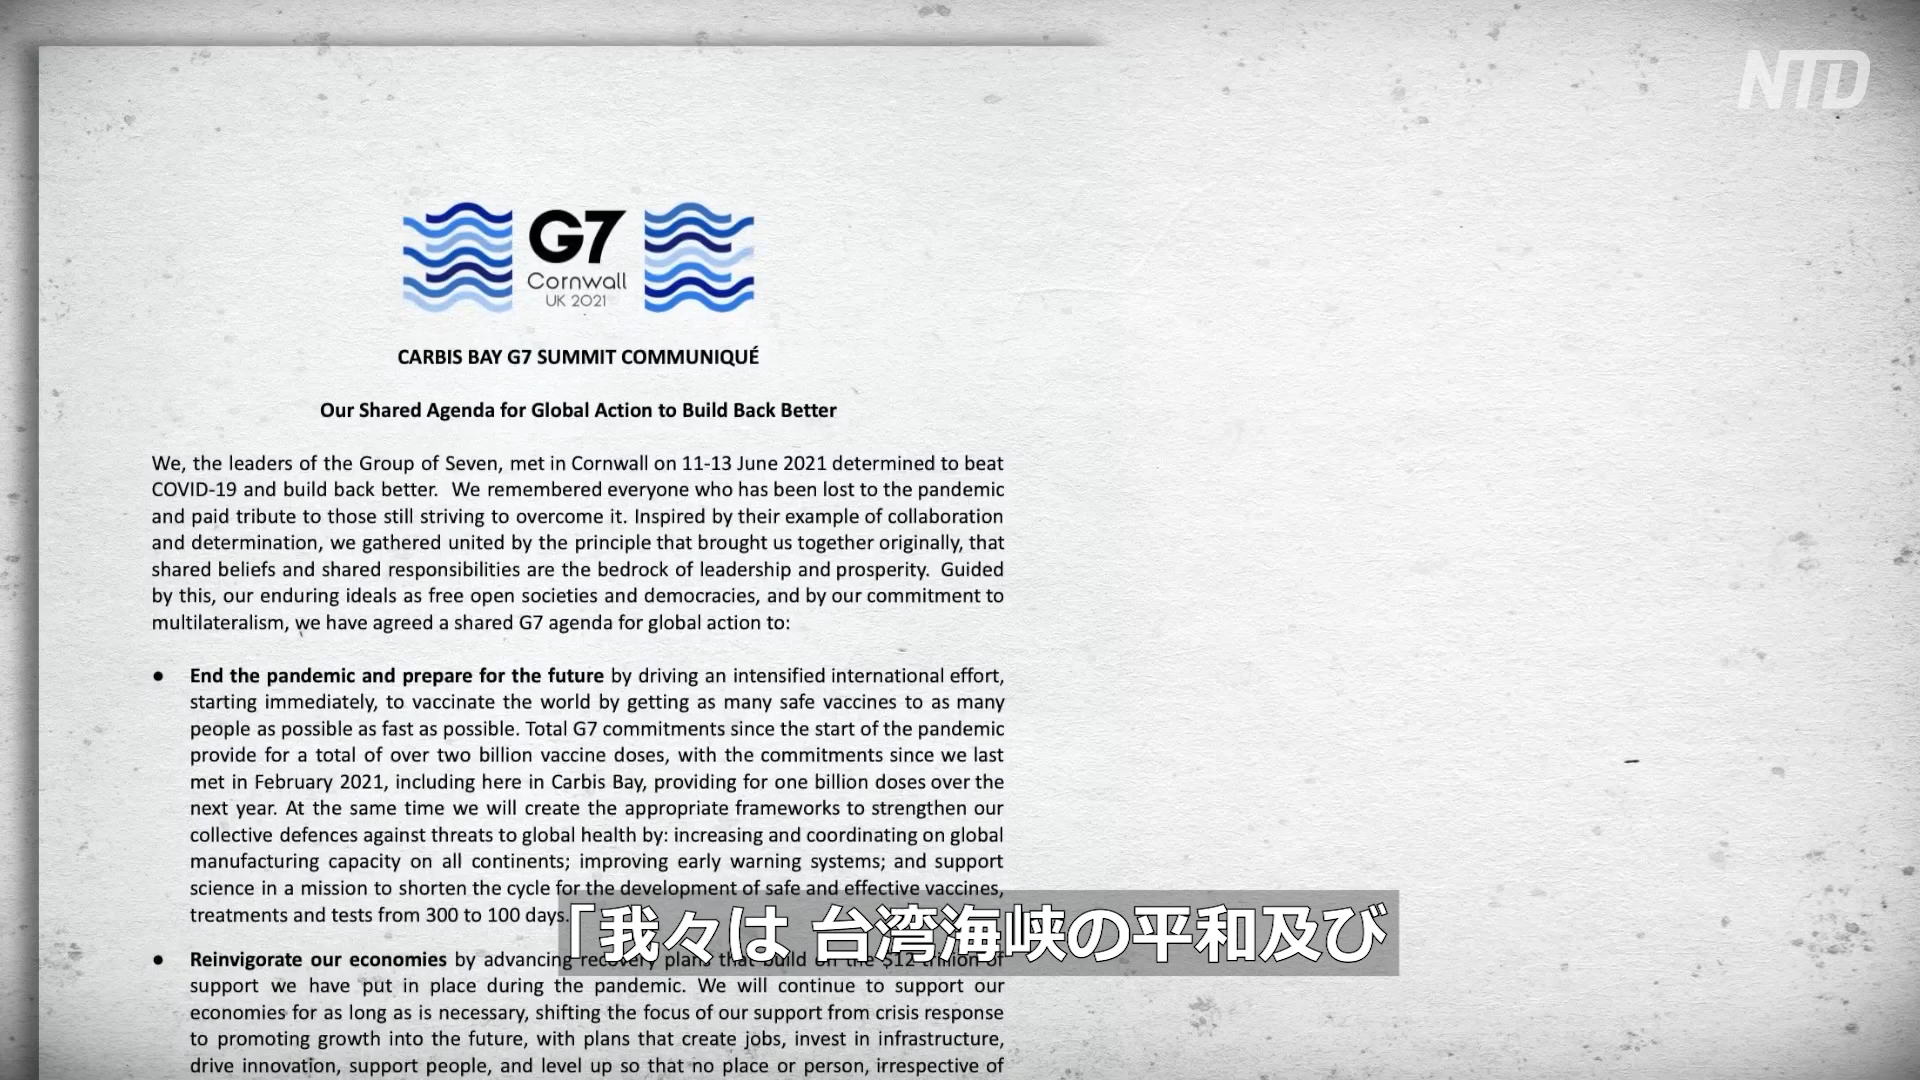 NTD
G7
Cornwall
UK 2021
CARBIS BAY G7 SUMMIT COMMUNIQUÉ
Our Shared Agenda for Global Action to Build Back Better
We, the leaders of the Group of Seven, met in Cornwall on 11-13 June 2021 determined to beat
COVID-19 and build back better. We remembered everyone who has been lost to the pandemic
and paid tribute to those still striving to overcome it. Inspired by their example of collaboration
and determination, we gathered united by the principle that brought us together originally, that
shared beliefs and shared responsibilities are the bedrock of leadership and prosperity. Guided
by this, our enduring ideals as free open societies and democracies, and by our commitment to
multilateralism, we have agreed a shared G7 agenda for global action to:
● End the pandemic and prepare for the future by driving an intensified international effort,
starting immediately, to vaccinate the world by getting as many safe vaccines to as many
people as possible as fast as possible. Total G7 commitments since the start of the pandemic
provide for a total of over two billion vaccine doses, with the commitments since we last
met in February 2021, including here in Carbis Bay, providing for one billion doses over the
next year. At the same time we will create the appropriate frameworks to strengthen our
collective defences against threats to global health by: increasing and coordinating on global
manufacturing capacity on all continents; improving early warning systems; and support
science in a mission to shorten the cycle for the development of safe and effective vaccines,
treatments and tests from 300 to 100 days.
● Reinvigorate our economies by advancing recovery plans that build on the $12 trillion of
support we have put in place during the pandemic. We will continue to support our
economies for as long as is necessary, shifting the focus of our support from crisis response
to promoting growth into the future, with plans that create jobs, invest in infrastructure,
drive innovation, support people, and level up so that no place or person, irrespective of
「我々は 台湾海峡の平和及び